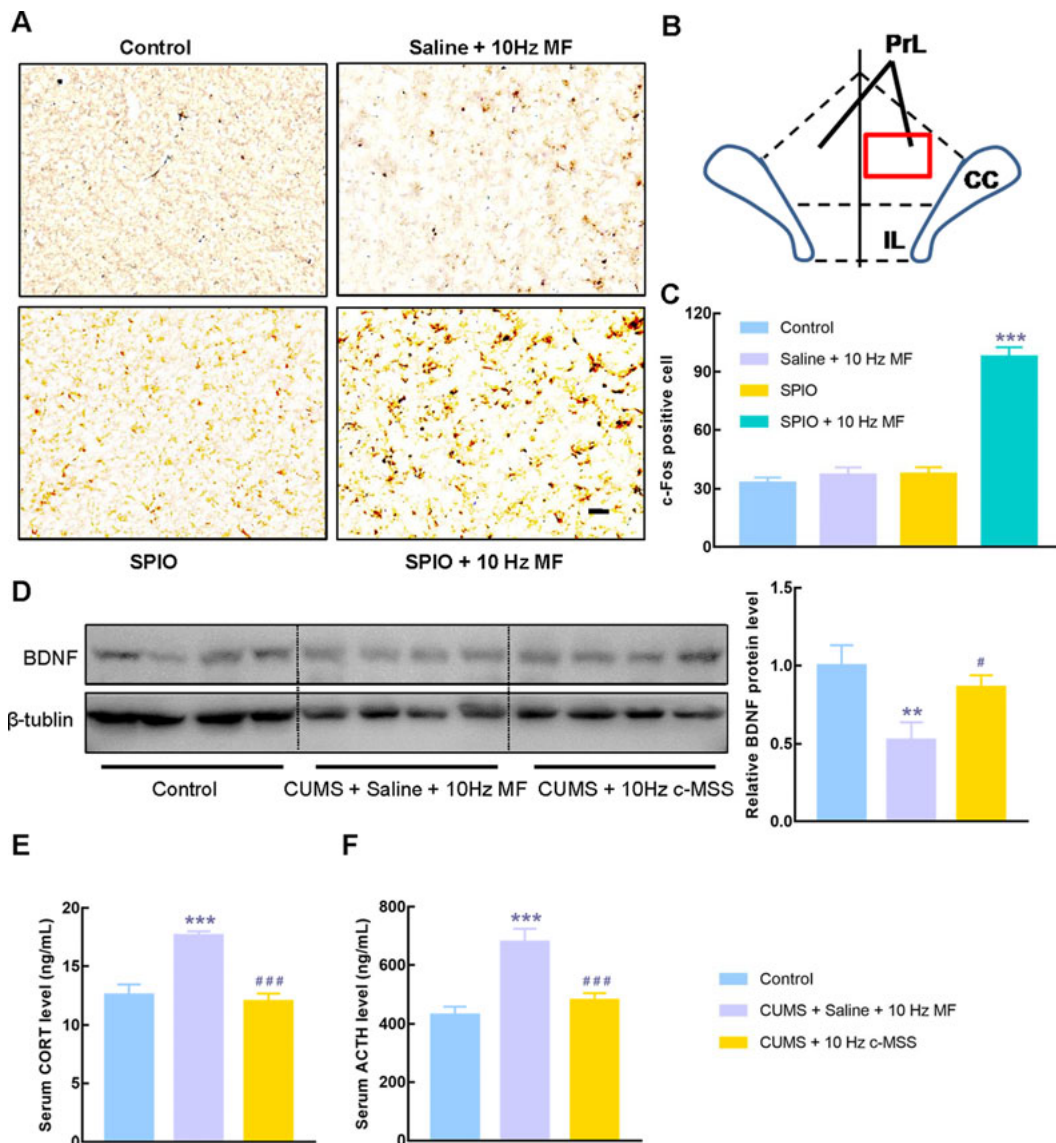 A
Control
Saline + 10Hz MF
SPIO
SPIO + 10 Hz MF
B
PrL
CC
IL
C
c-Fos positive cell
120
90
60
30
0
Control
Saline + 10 Hz MF
SPIO
SPIO + 10 Hz MF
***
D
BDNF
β-tublin
Control
CUMS + Saline + 10Hz MF
CUMS + 10Hz c-MSS
Relative BDNF protein level
1.5
1.0
0.5
0.0
**
#
E
Serum CORT level (ng/mL)
20
15
10
5
0
***
###
F
Serum ACTH level (ng/mL)
800
600
400
200
0
***
###
Control
CUMS + Saline + 10 Hz MF
CUMS + 10 Hz c-MSS